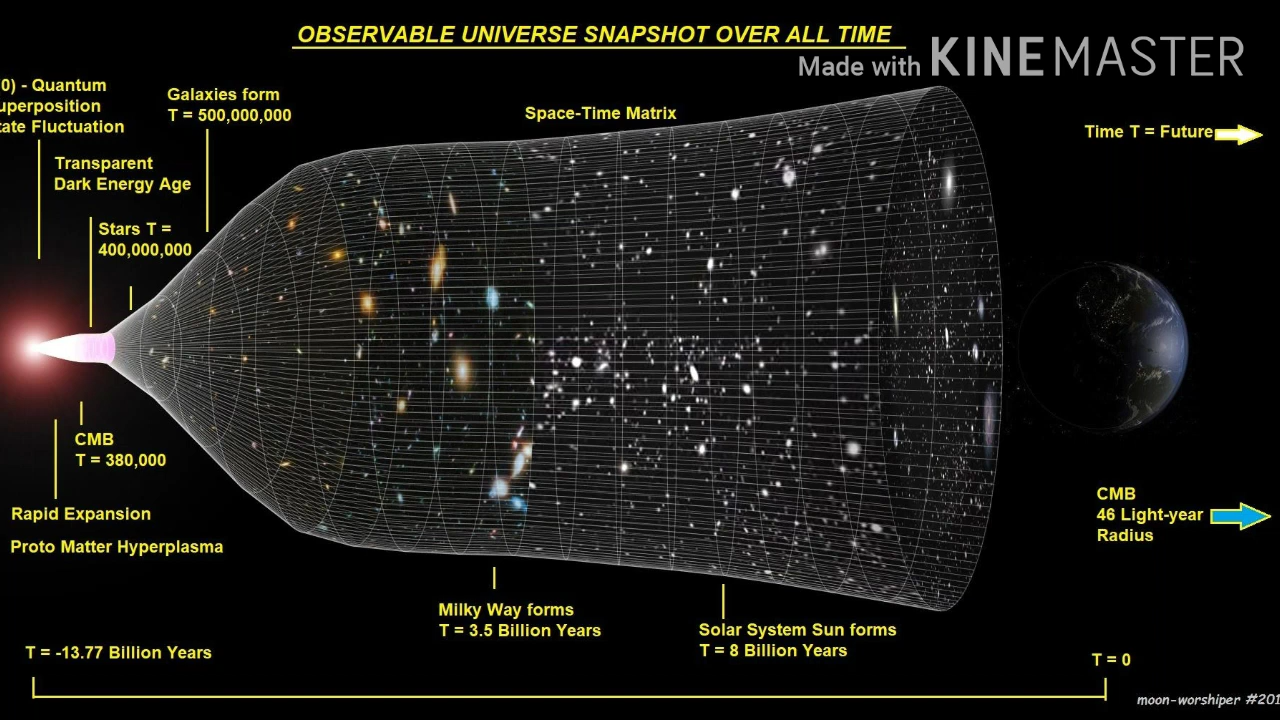 OBSERVABLE UNIVERSE SNAPSHOT OVER ALL TIME
Made with KINEMASTER
0) - Quantum
uperposition
tate Fluctuation
Galaxies form
T = 500,000,000
Space-Time Matrix
Time T = Future
Transparent
Dark Energy Age
Stars T =
400,000,000
CMB
T = 380,000
Rapid Expansion
Proto Matter Hyperplasma
CMB
46 Light-year
Radius
Milky Way forms
T = 3.5 Billion Years
Solar System Sun forms
T = 8 Billion Years
T = -13.77 Billion Years
T = 0
moon-worshiper #201